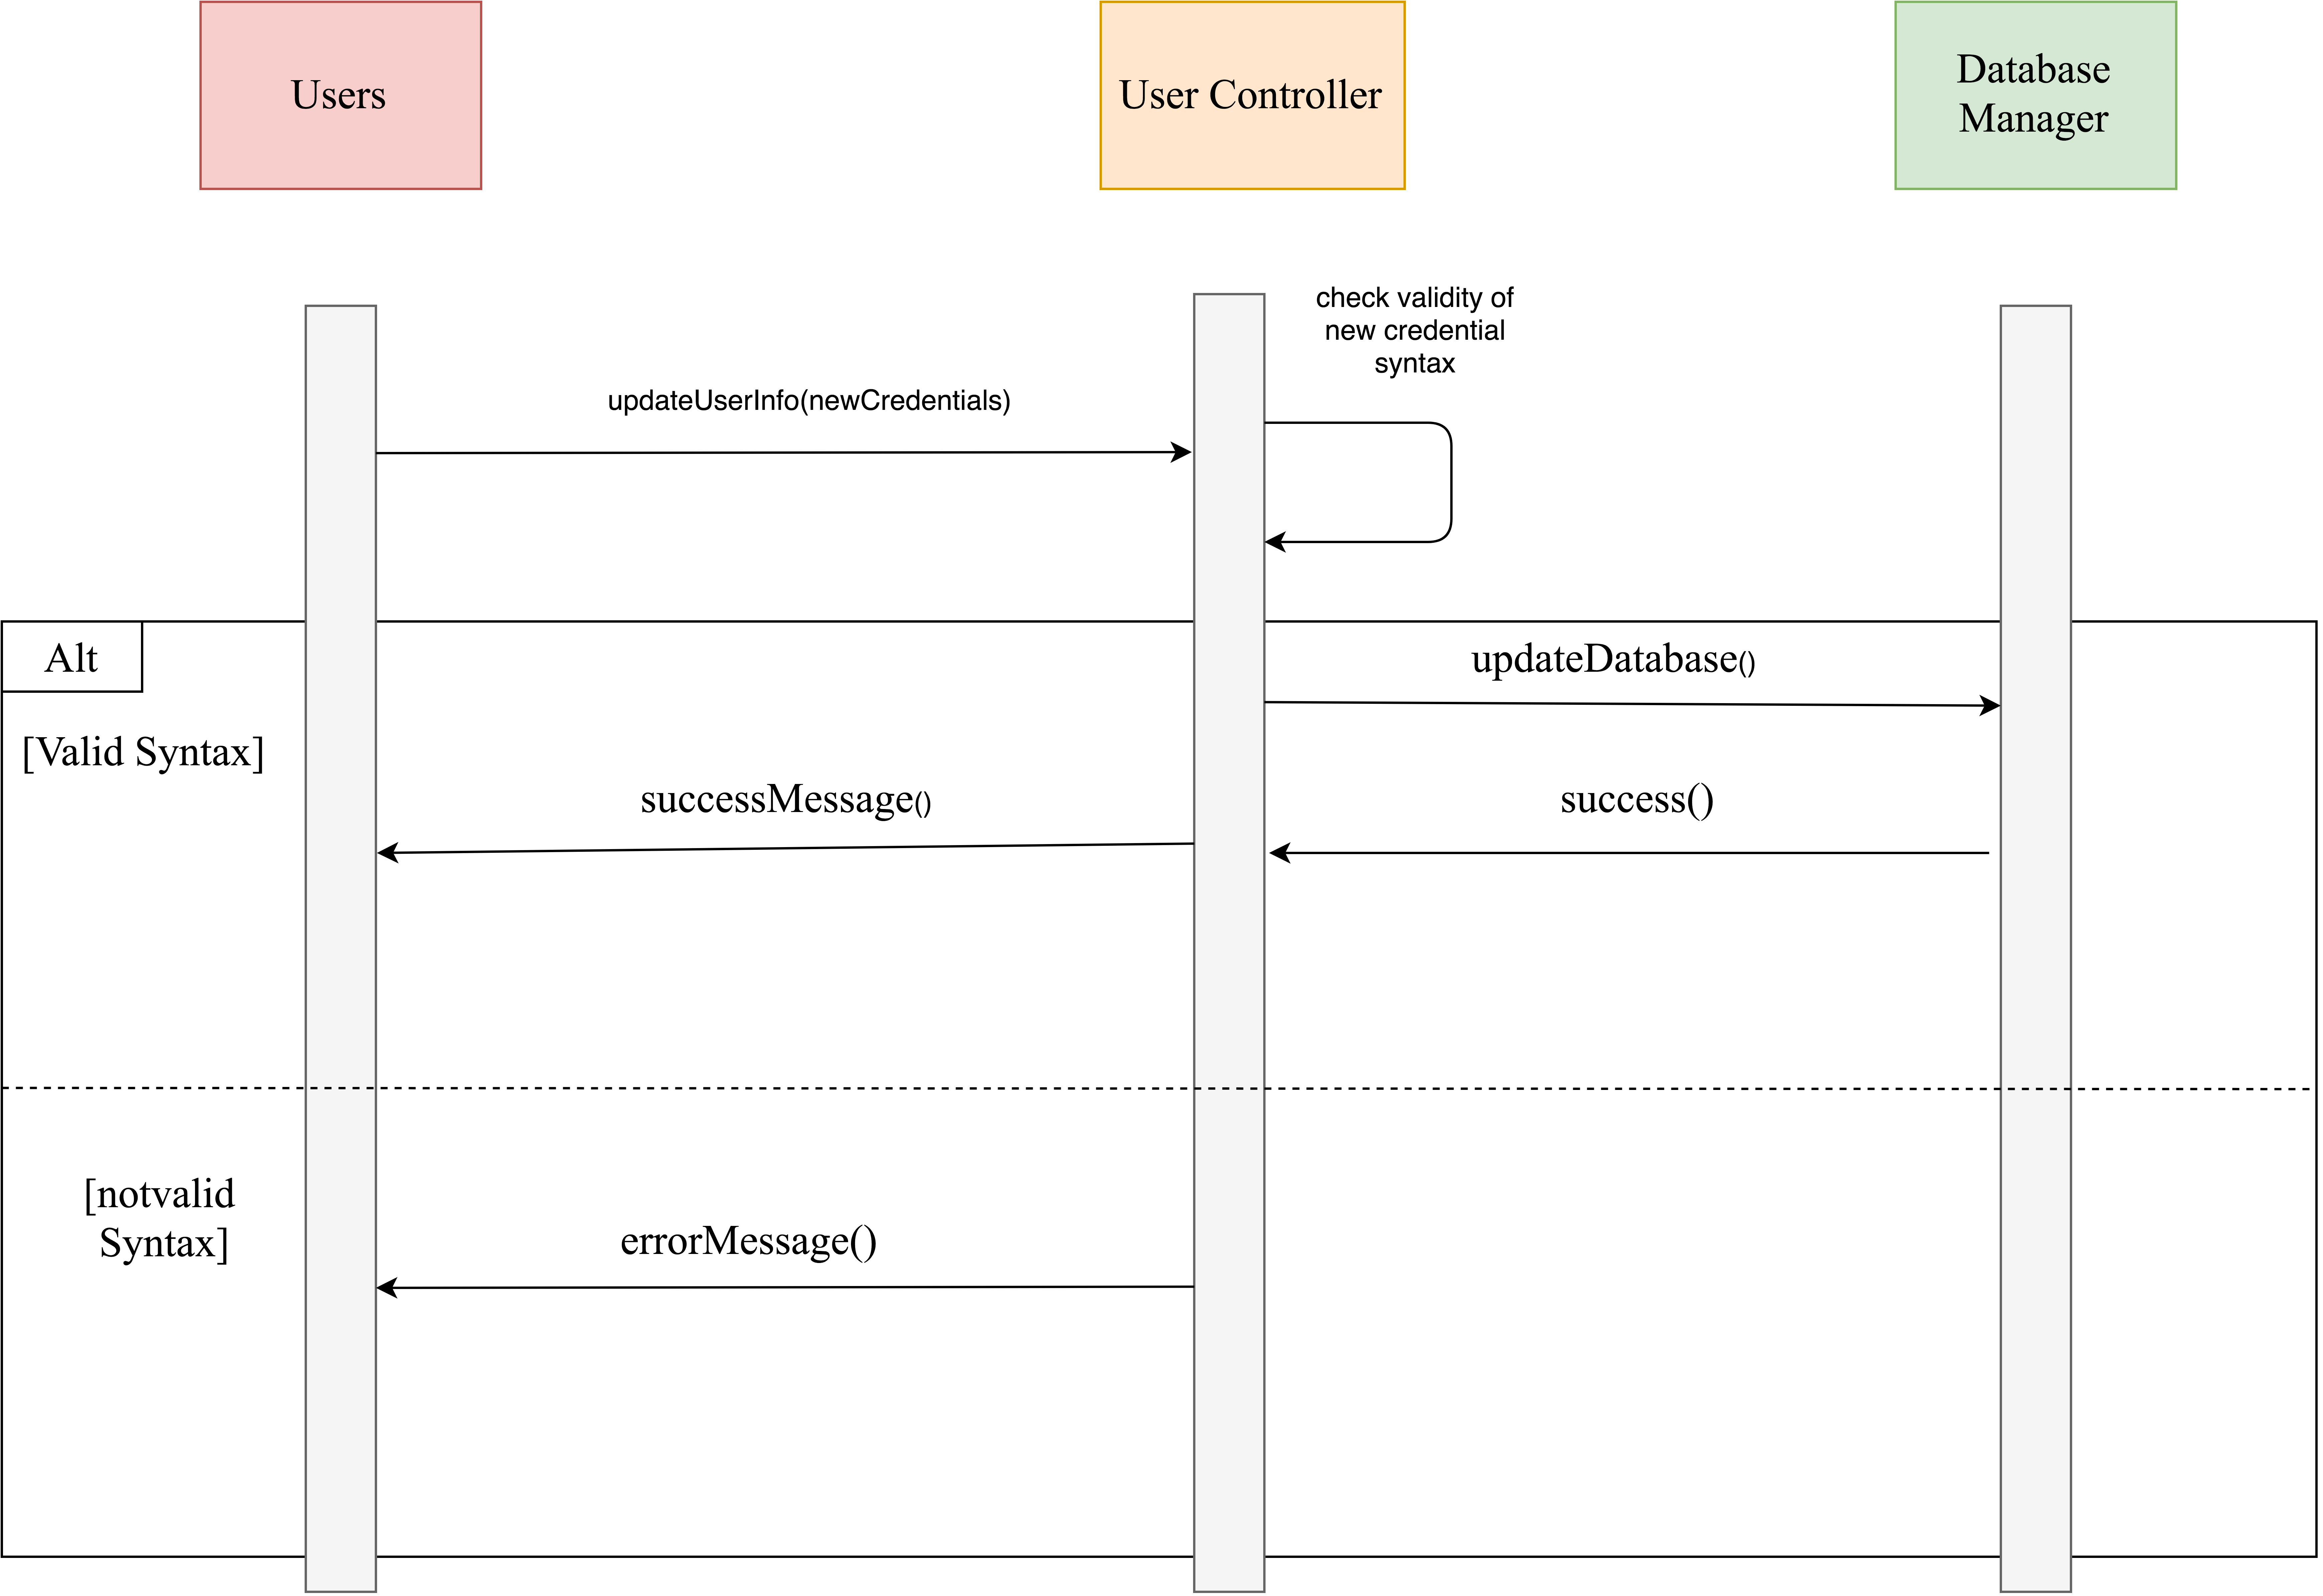 Users
User Controller
Database
Manager
check validity of
new credential
syntax
updateUserInfo(newCredentials)
Alt
updateDatabase()
[Valid Syntax]
successMessage()
success()
[notvalid
Syntax]
errorMessage()